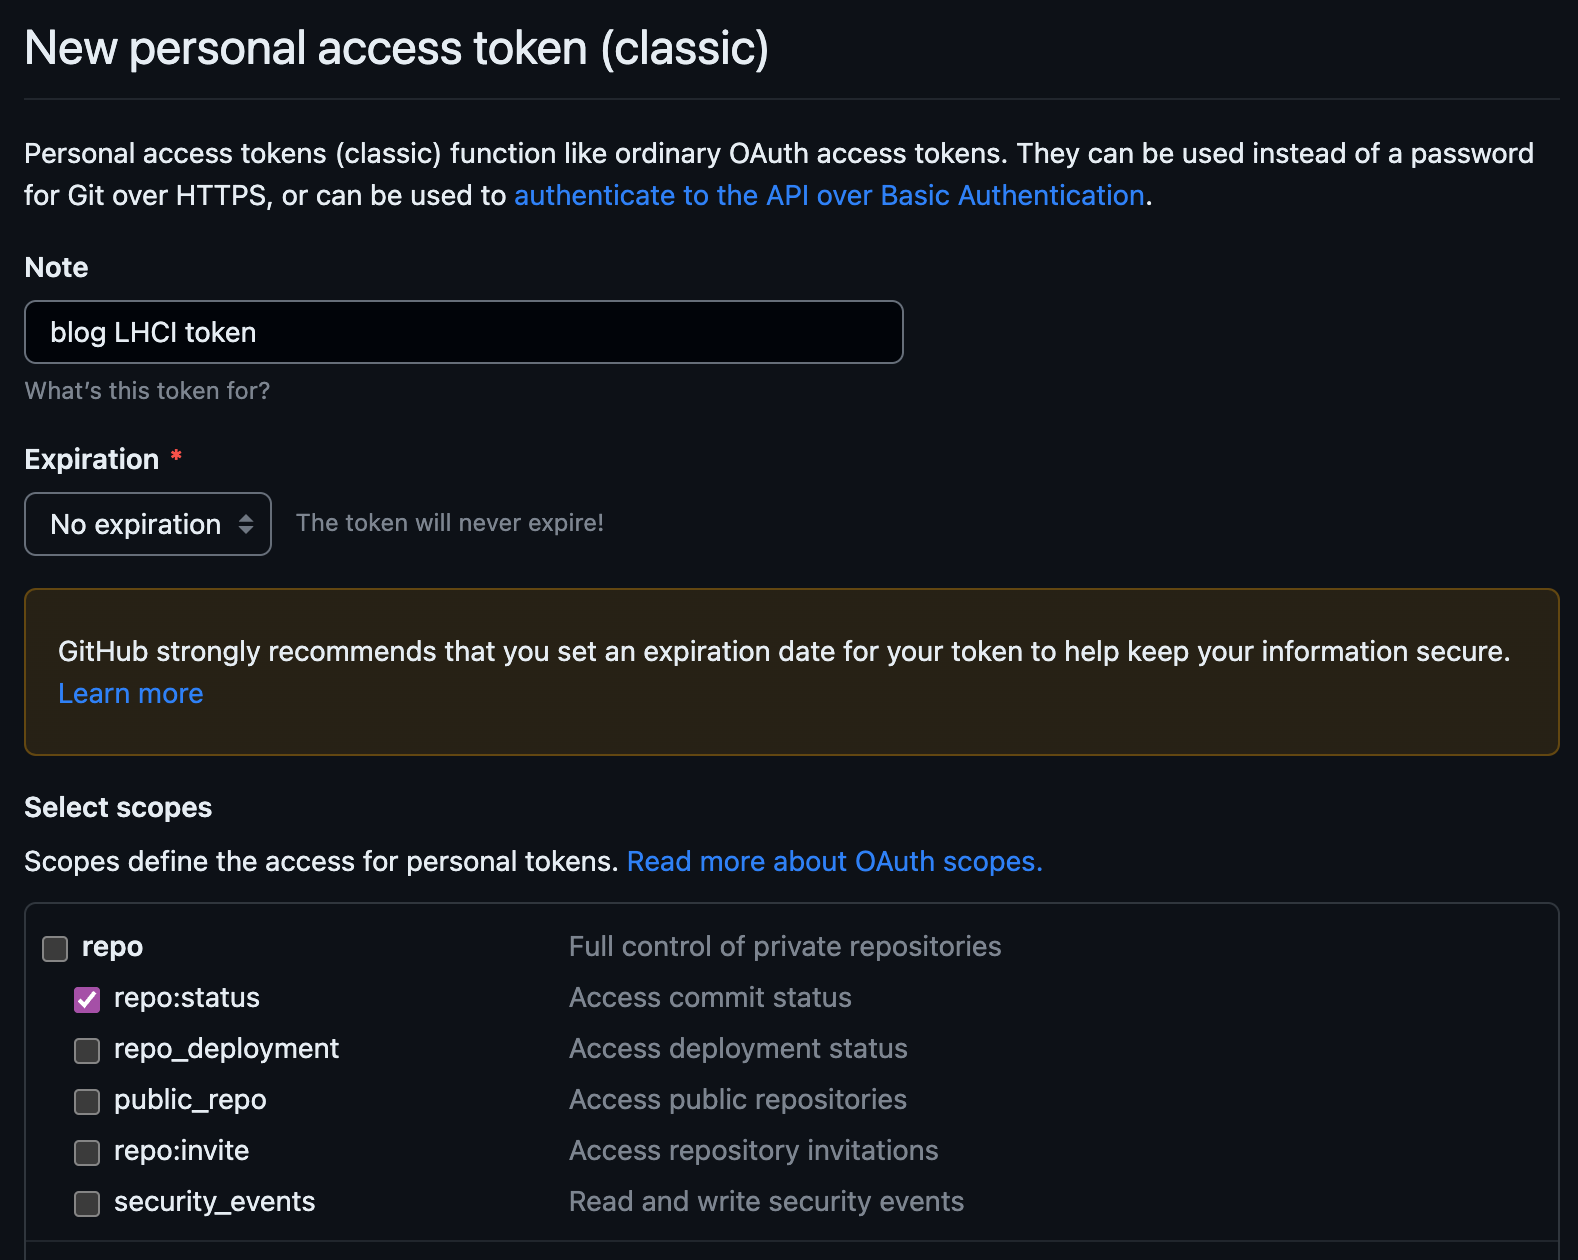 New personal access token (classic)
Personal access tokens (classic) function like ordinary OAuth access tokens. They can be used instead of a password
for Git over HTTPS, or can be used to authenticate to the API over Basic Authentication.
Note
blog LHCI token
What's this token for?
Expiration *
No expiration
The token will never expire!
GitHub strongly recommends that you set an expiration date for your token to help keep your information secure.
Learn more
Select scopes
Scopes define the access for personal tokens. Read more about OAuth scopes.
repo Full control of private repositories
repo:status Access commit status
repo_deployment Access deployment status
public_repo Access public repositories
repo:invite Access repository invitations
security_events Read and write security events